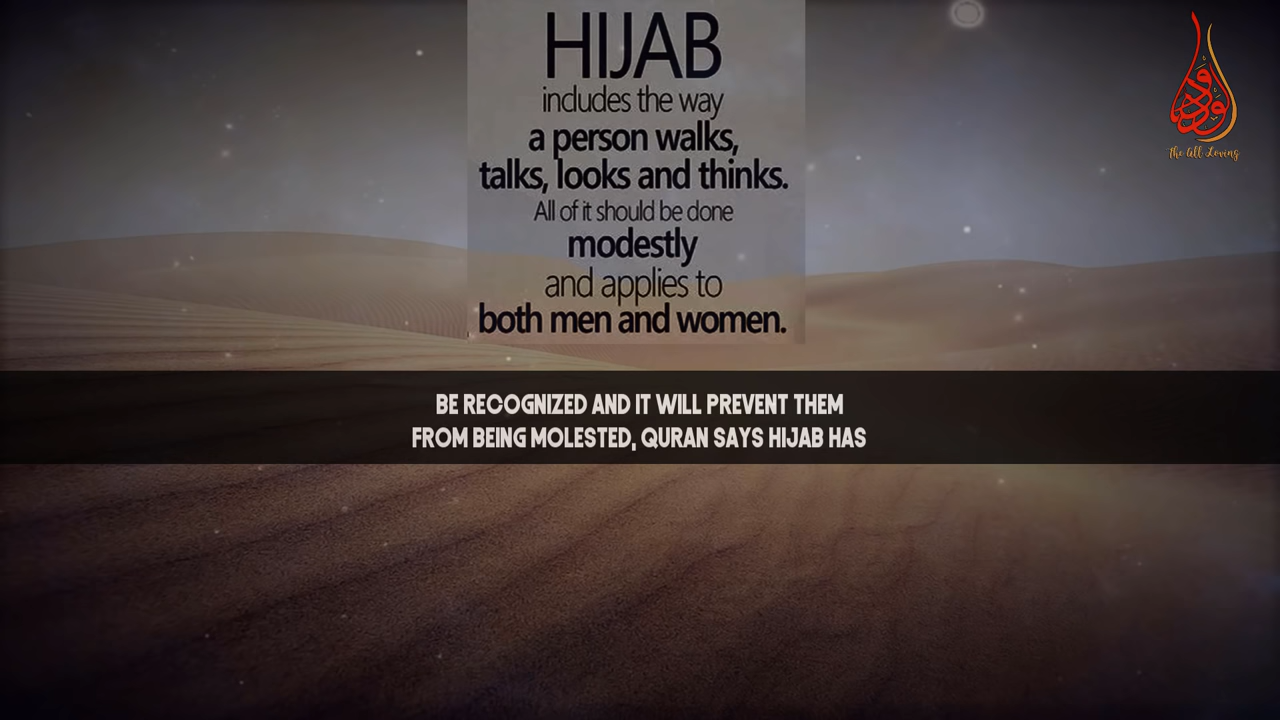 HIJAB
includes the way
a person walks,
talks, looks and thinks.
All of it should be done
modestly
and applies to
both men and women.
الودود
The All Loving
BE RECOGNIZED AND IT WILL PREVENT THEM
FROM BEING MOLESTED, QURAN SAYS HIJAB HAS